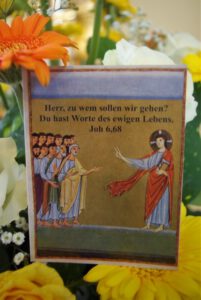 Herr, zu wem sollen wir gehen?
Du hast Worte des ewigen Lebens.
Joh 6,68